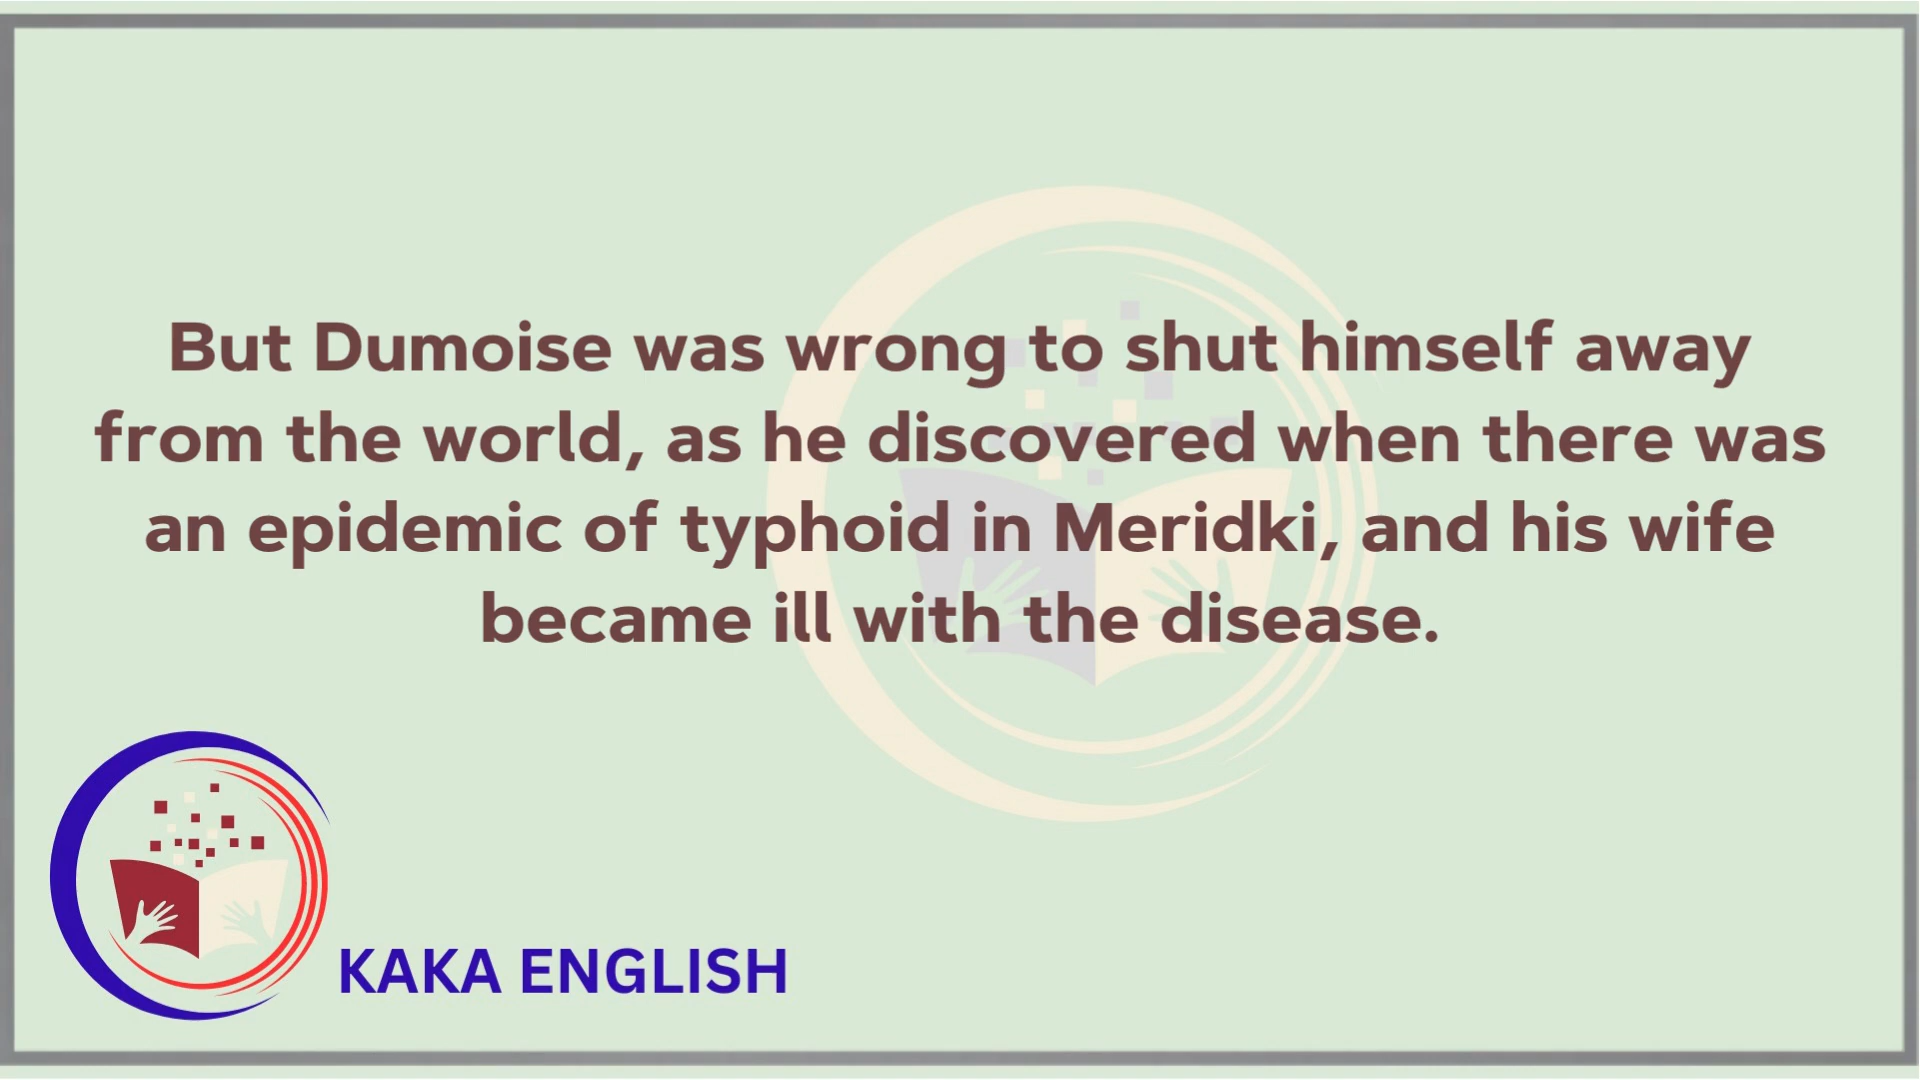 But Dumoise was wrong to shut himself away
from the world, as he discovered when there was
an epidemic of typhoid in Meridki, and his wife
became ill with the disease.
KAKA ENGLISH